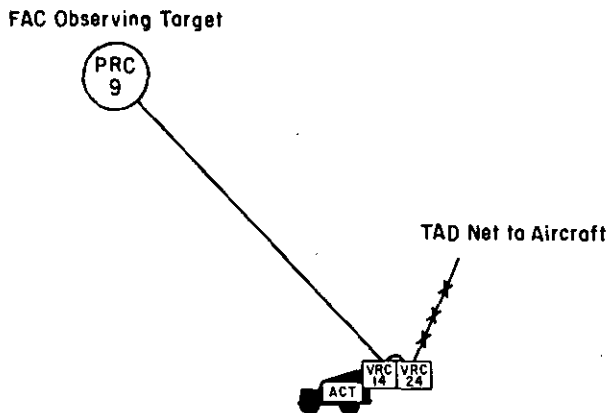 FAC Observing Target
PRC
9
TAD Net to Aircraft
VRC
14
VRC
24
ACT